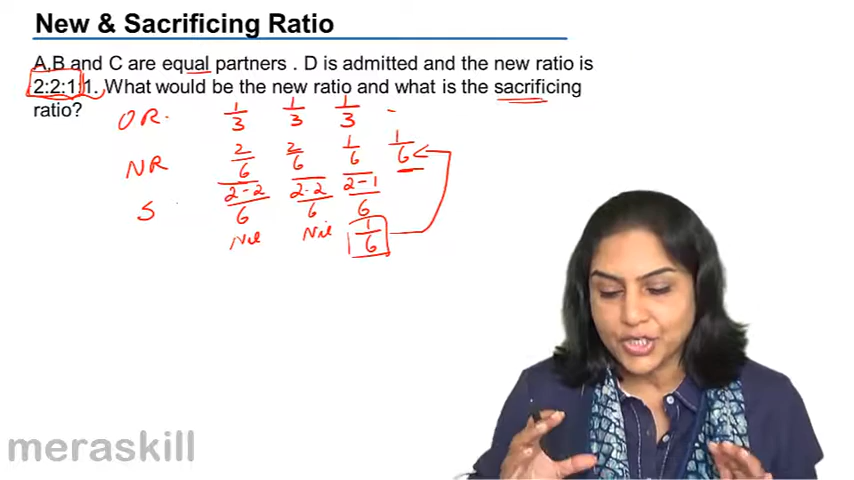 New & Sacrificing Ratio
A,B and C are equal partners . D is admitted and the new ratio is
2:2:1:1. What would be the new ratio and what is the sacrificing
ratio?
OR. 1/3 1/3 1/3 -
NR 2/6 2/6 1/6 1/6
S 2-2/6 2-2/6 2-1/6
Nil Nil 1/6
meraskill